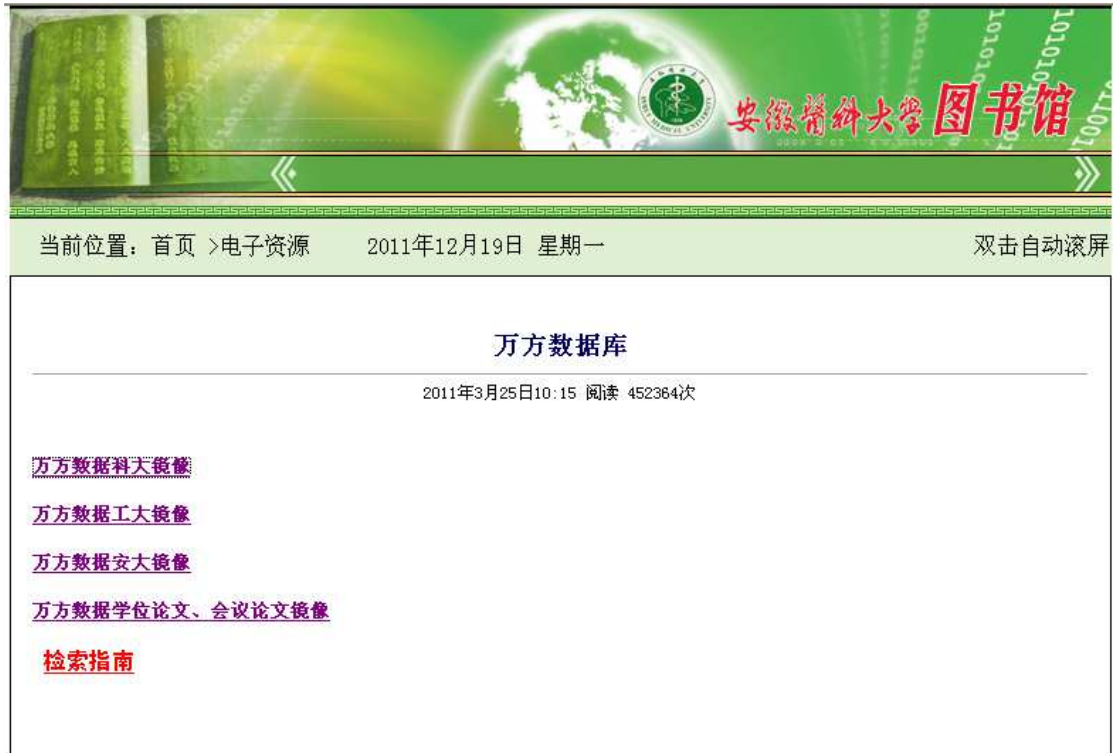 安徽醫科大学图书馆
当前位置：首页 >电子资源 2011年12月19日 星期一 双击自动滚屏
万方数据库
2011年3月25日10:15 阅读 452364次
万方数据科大镜像
万方数据工大镜像
万方数据安大镜像
万方数据学位论文、会议论文镜像
检索指南